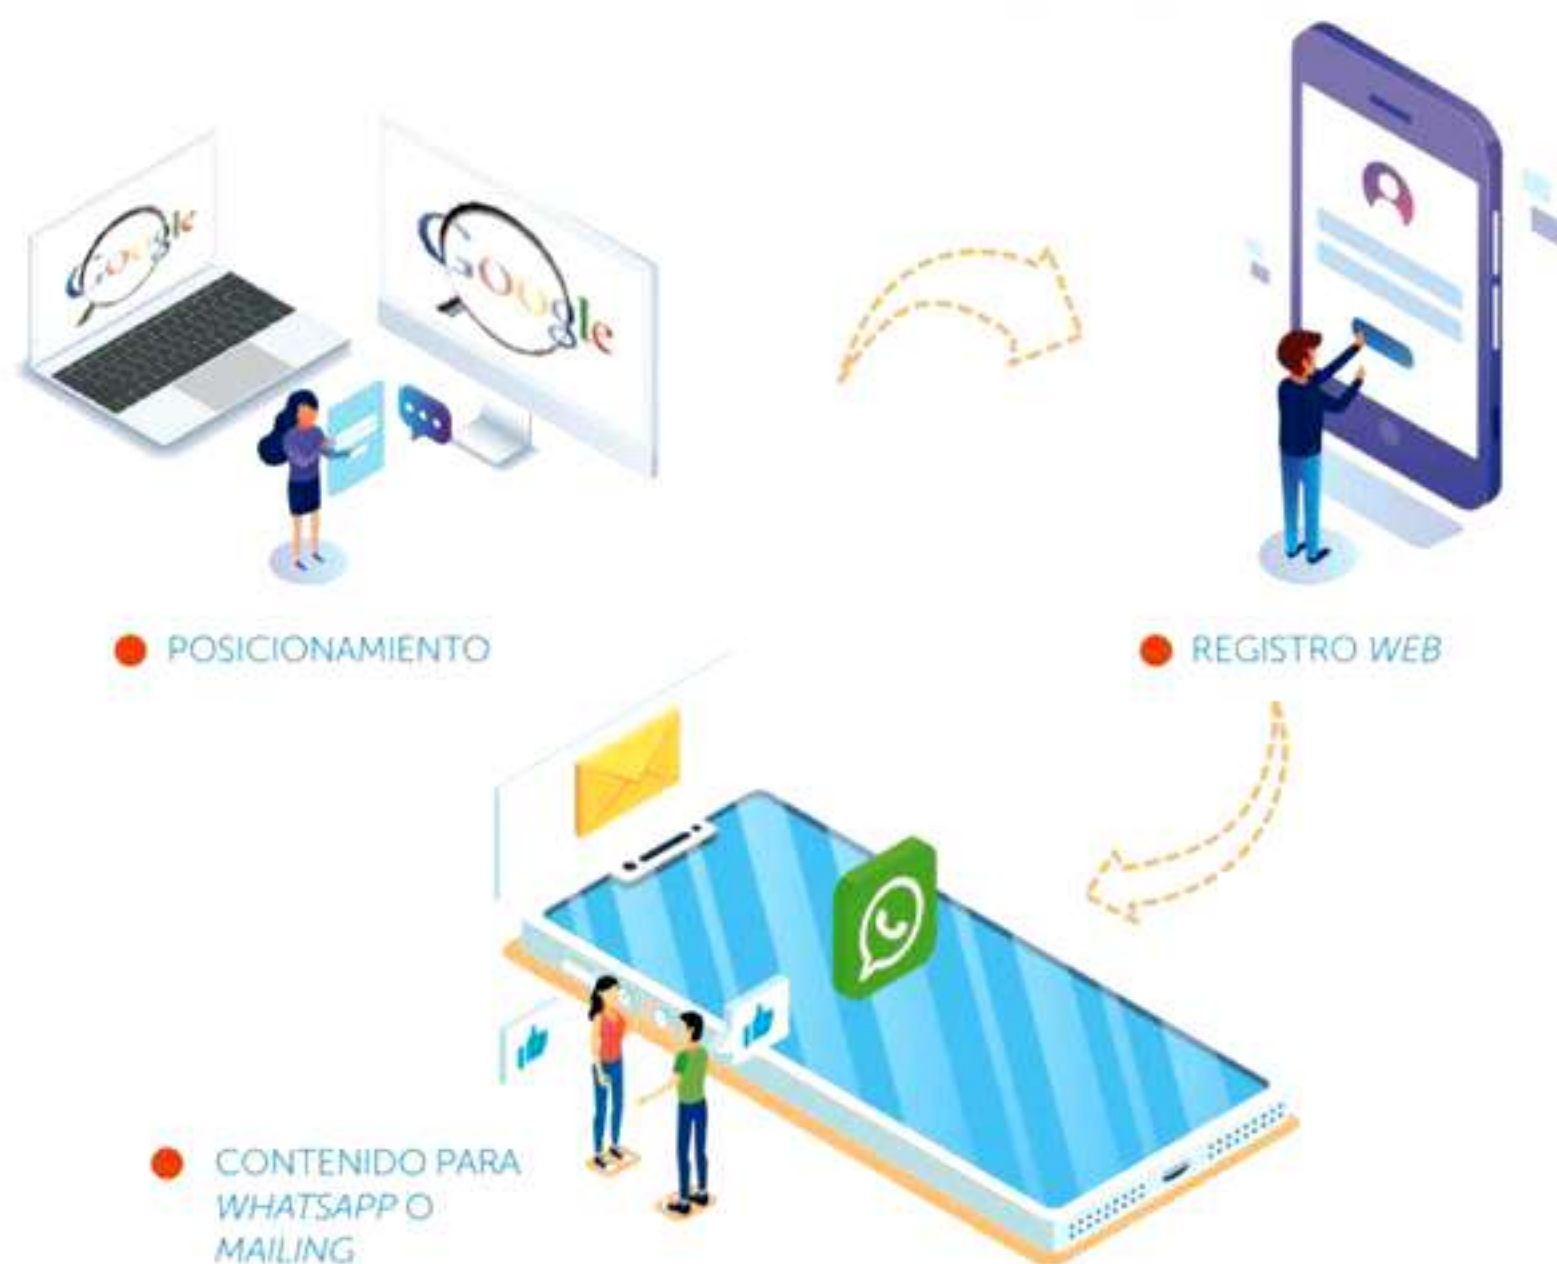 Google
Google
POSICIONAMIENTO
REGISTRO WEB
CONTENIDO PARA
WHATSAPP O
MAILING